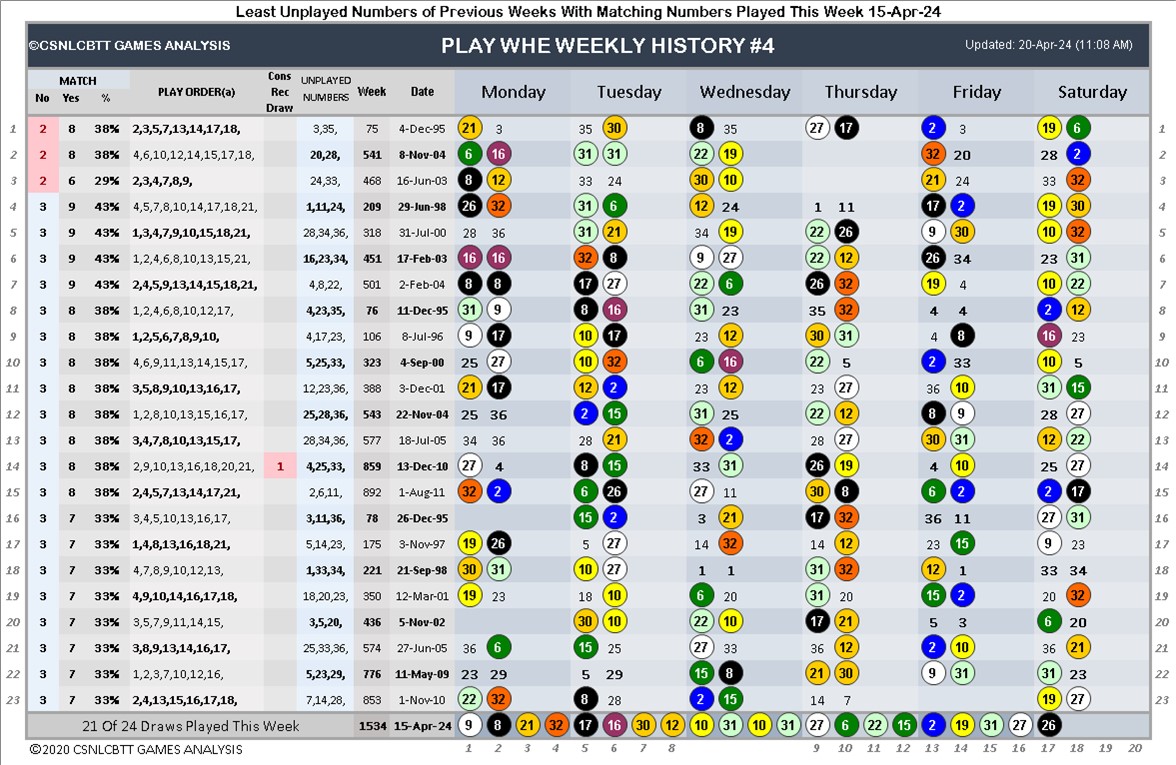 Least Unplayed Numbers of Previous Weeks With Matching Numbers Played This Week 15-Apr-24
©CSNLCBTT GAMES ANALYSIS PLAY WHE WEEKLY HISTORY #4 Updated: 20-Apr-24 (11:08 AM)
MATCH No Yes % PLAY ORDER(a) Cons Rec Draw UNPLAYED NUMBERS Week Date Monday Tuesday Wednesday Thursday Friday Saturday
1 2 8 38% 2,3,5,7,13,14,17,18, 3,35, 75 4-Dec-95 21 3 35 30 8 35 27 17 2 3 19 6 1
2 2 8 38% 4,6,10,12,14,15,17,18, 20,28, 541 8-Nov-04 6 16 31 31 22 19 32 20 28 2 2
3 2 6 29% 2,3,4,7,8,9, 24,33, 468 16-Jun-03 8 12 33 24 30 10 21 24 33 32 3
4 3 9 43% 4,5,7,8,10,14,17,18,21, 1,11,24, 209 29-Jun-98 26 32 31 6 12 24 1 11 17 2 19 30 4
5 3 9 43% 1,3,4,7,9,10,15,18,21, 28,34,36, 318 31-Jul-00 28 36 31 21 34 19 22 26 9 30 10 32 5
6 3 9 43% 1,2,4,6,8,10,13,15,21, 16,23,34, 451 17-Feb-03 16 16 32 8 9 27 22 12 26 34 23 31 6
7 3 9 43% 2,4,5,9,13,14,15,18,21, 4,8,22, 501 2-Feb-04 8 8 17 27 22 6 26 32 19 4 10 22 7
8 3 8 38% 1,2,4,6,8,10,12,17, 4,23,35, 76 11-Dec-95 31 9 8 16 31 23 35 32 4 4 2 12 8
9 3 8 38% 1,2,5,6,7,8,9,10, 4,17,23, 106 8-Jul-96 9 17 10 17 23 12 30 31 4 8 16 23 9
10 3 8 38% 4,6,9,11,13,14,15,17, 5,25,33, 323 4-Sep-00 25 27 10 32 6 16 22 5 2 33 10 5 10
11 3 8 38% 3,5,8,9,10,13,16,17, 12,23,36, 388 3-Dec-01 21 17 12 2 23 12 23 27 36 10 31 15 11
12 3 8 38% 1,2,8,10,13,15,16,17, 25,28,36, 543 22-Nov-04 25 36 2 15 31 25 22 12 8 9 28 27 12
13 3 8 38% 3,4,7,8,10,13,15,17, 28,34,36, 577 18-Jul-05 34 36 28 21 32 2 28 27 30 31 12 22 13
14 3 8 38% 2,9,10,13,16,18,20,21, 1 4,25,33, 859 13-Dec-10 27 4 8 15 33 31 26 19 4 10 25 27 14
15 3 8 38% 2,4,5,7,13,14,17,21, 2,6,11, 892 1-Aug-11 32 2 6 26 27 11 30 8 6 2 2 17 15
16 3 7 33% 3,4,5,10,13,16,17, 3,11,36, 78 26-Dec-95 15 2 3 21 17 32 36 11 27 31 16
17 3 7 33% 1,4,8,13,16,18,21, 5,14,23, 175 3-Nov-97 19 26 5 27 14 32 14 12 23 15 9 23 17
18 3 7 33% 4,7,8,9,10,12,13, 1,33,34, 221 21-Sep-98 30 31 10 27 1 1 31 32 12 1 33 34 18
19 3 7 33% 4,9,10,14,16,17,18, 18,20,23, 350 12-Mar-01 19 23 18 10 6 20 31 20 15 2 20 32 19
20 3 7 33% 3,5,7,9,11,14,15, 3,5,20, 436 5-Nov-02 30 10 22 10 17 21 5 3 6 20 20
21 3 7 33% 3,8,9,13,14,16,17, 25,33,36, 574 27-Jun-05 36 6 15 25 27 33 36 12 2 10 36 21 21
22 3 7 33% 1,2,3,7,10,12,16, 5,23,29, 776 11-May-09 23 29 5 29 15 8 21 30 9 31 31 23 22
23 3 7 33% 2,4,13,15,16,17,18, 7,14,28, 853 1-Nov-10 22 32 8 28 2 15 14 7 19 27 23
21 Of 24 Draws Played This Week 1534 15-Apr-24 9 8 21 32 17 16 30 12 10 31 10 31 27 6 22 15 2 19 31 27 26
©2020 CSNLCBTT GAMES ANALYSIS 1 2 3 4 5 6 7 8 9 10 11 12 13 14 15 16 17 18 19 20